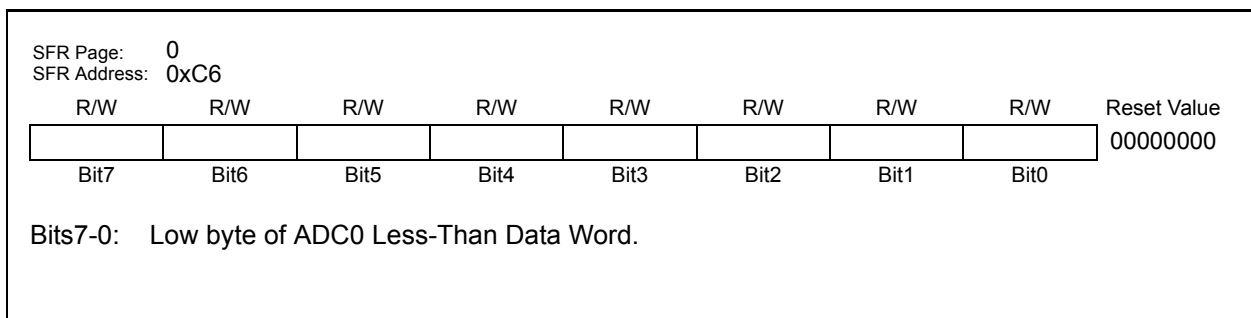 SFR Page: 0
SFR Address: 0xC6
R/W R/W R/W R/W R/W R/W R/W R/W Reset Value
00000000
Bit7 Bit6 Bit5 Bit4 Bit3 Bit2 Bit1 Bit0
Bits7-0: Low byte of ADC0 Less-Than Data Word.